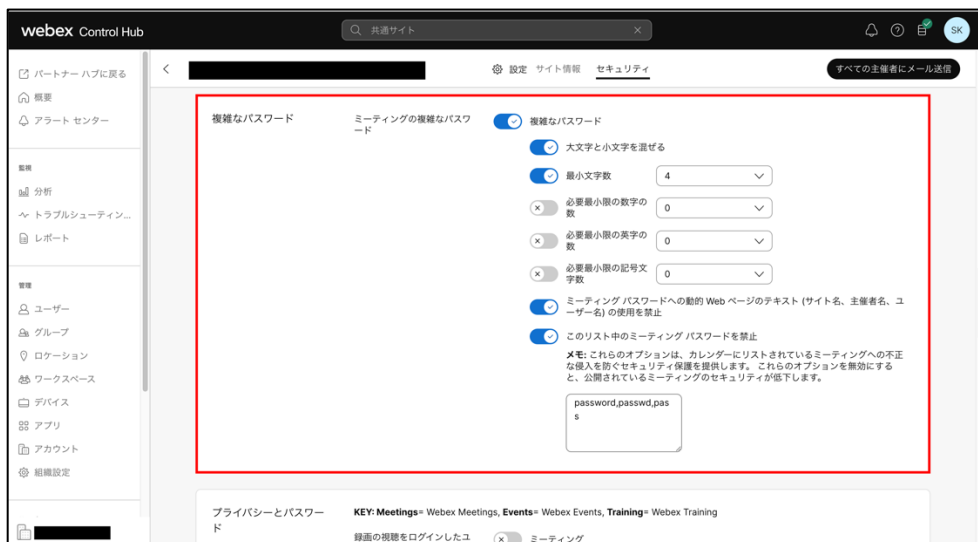 webex Control Hub
共通サイト
SK
パートナー ハブに戻る
概要
アラート センター
監視
分析
トラブルシューティン...
レポート
管理
ユーザー
グループ
ロケーション
ワークスペース
デバイス
アプリ
アカウント
組織設定
設定 サイト情報 セキュリティ
すべての主催者にメール送信
複雑なパスワード
ミーティングの複雑なパスワ
ード
複雑なパスワード
大文字と小文字を混ぜる
最小文字数 4
必要最小限の数字の
数
0
必要最小限の英字の
数
0
必要最小限の記号文
字数
0
ミーティング パスワードへの動的 Web ページのテキスト (サイト名、主催者名、ユ
ーザー名) の使用を禁止
このリスト中のミーティング パスワードを禁止
メモ: これらのオプションは、カレンダーにリストされているミーティングへの不正
な侵入を防ぐセキュリティ保護を提供します。 これらのオプションを無効にする
と、公開されているミーティングのセキュリティが低下します。
password,passwd,pas
s
プライバシーとパスワー
ド
KEY: Meetings= Webex Meetings, Events= Webex Events, Training= Webex Training
録画の視聴をログインしたユ
ミーティング